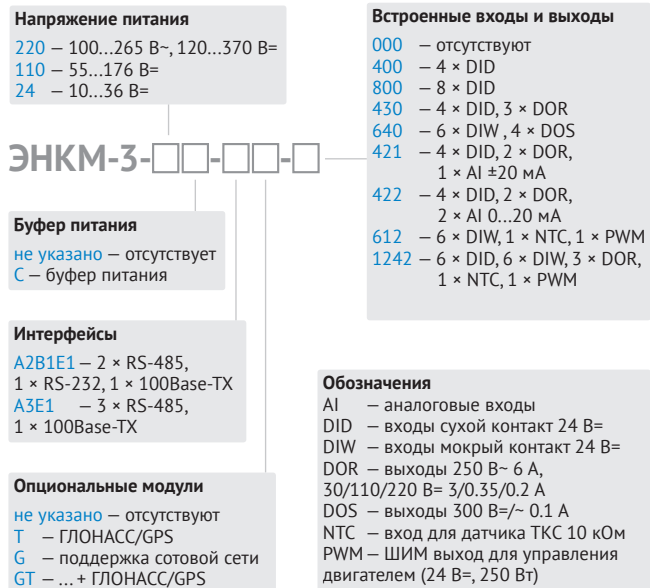 Напряжение питания
220 – 100...265 В~, 120...370 В=
110 – 55...176 В=
24 – 10...36 В=
ЭНКМ-3-□□-□□-□
Буфер питания
не указано – отсутствует
С – буфер питания
Интерфейсы
A2B1E1 – 2 × RS-485,
1 × RS-232, 1 × 100Base-TX
A3E1 – 3 × RS-485,
1 × 100Base-TX
Опциональные модули
не указано – отсутствуют
T – ГЛОНАСС/GPS
G – поддержка сотовой сети
GT – ... + ГЛОНАСС/GPS
Встроенные входы и выходы
000 – отсутствуют
400 – 4 × DID
800 – 8 × DID
430 – 4 × DID, 3 × DOR
640 – 6 × DIW , 4 × DOS
421 – 4 × DID, 2 × DOR,
1 × AI ±20 мА
422 – 4 × DID, 2 × DOR,
2 × AI 0...20 мА
612 – 6 × DIW, 1 × NTC, 1 × PWM
1242 – 6 × DID, 6 × DIW, 3 × DOR,
1 × NTC, 1 × PWM
Обозначения
AI – аналоговые входы
DID – входы сухой контакт 24 В=
DIW – входы мокрый контакт 24 В=
DOR – выходы 250 В~ 6 А,
30/110/220 В= 3/0.35/0.2 А
DOS – выходы 300 В=/~ 0.1 А
NTC – вход для датчика ТКС 10 кОм
PWM – ШИМ выход для управления
двигателем (24 В=, 250 Вт)